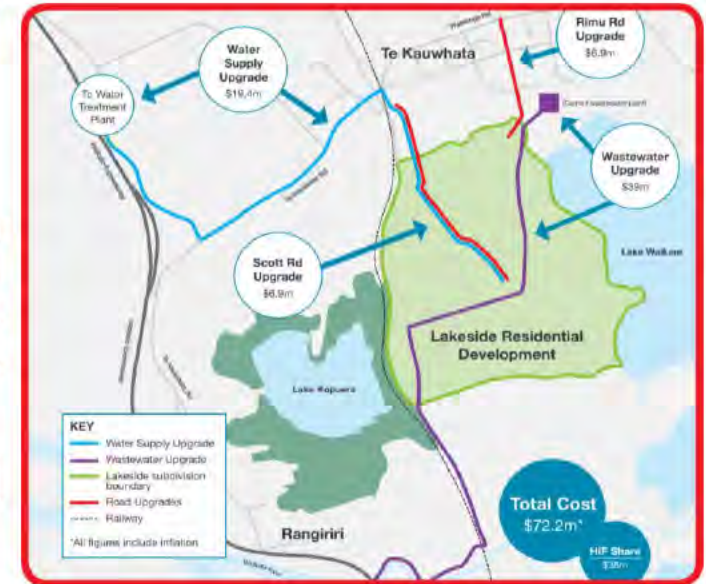 Te Kauwhata
Rimu Rd
Upgrade
$6.9m
Water
Supply
Upgrade
$19.4m
To Water
Treatment
Plant
Wastewater
Upgrade
$39m
Lake Waikare
Scott Rd
Upgrade
$6.9m
Lakeside Residential
Development
Lake Kopuera
KEY
Water Supply Upgrade
Wastewater Upgrade
Lakeside subdivision
boundary
Road Upgrades
Railway
*All figures include inflation
Rangiriri
Total Cost
$72.2m*
HIF Share